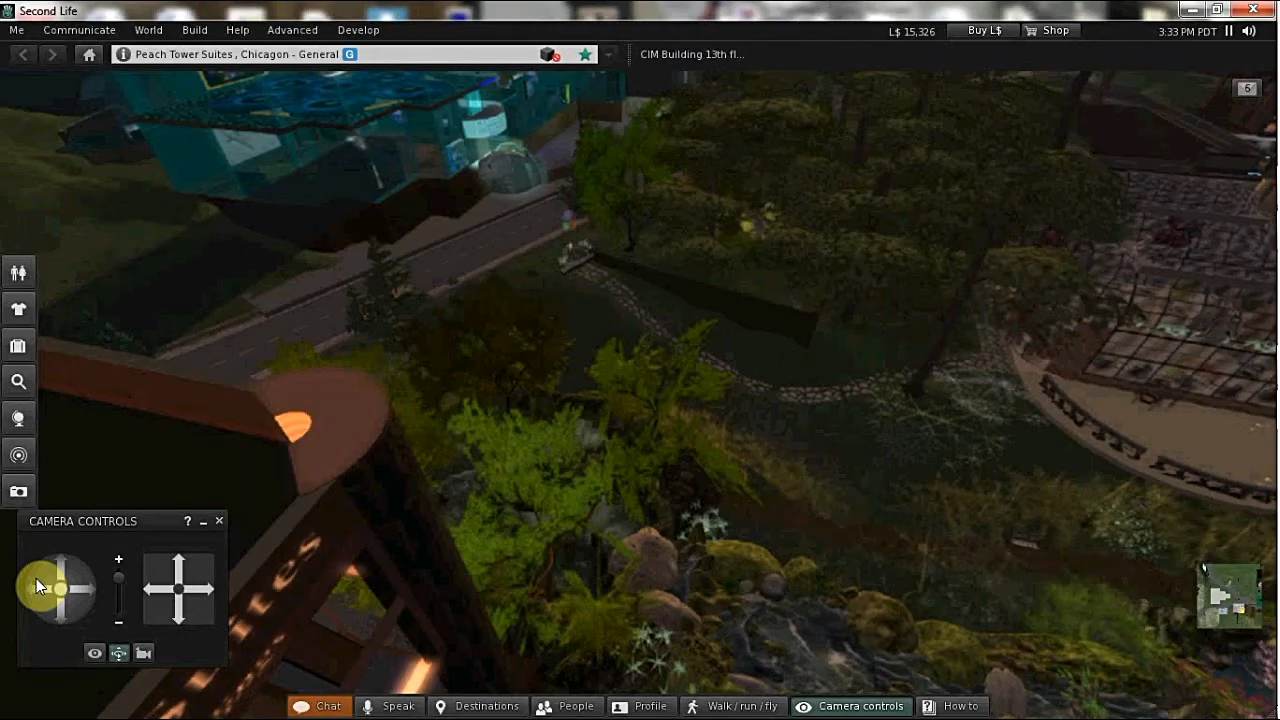 Second Life
Me Communicate World Build Help Advanced Develop L$ 15,326 Buy L$ Shop 3:33 PM PDT
Peach Tower Suites , Chicagon - General G CIM Building 13th fl...
6
CAMERA CONTROLS ?
+
−
Chat Speak Destinations People Profile Walk / run / fly Camera controls How to